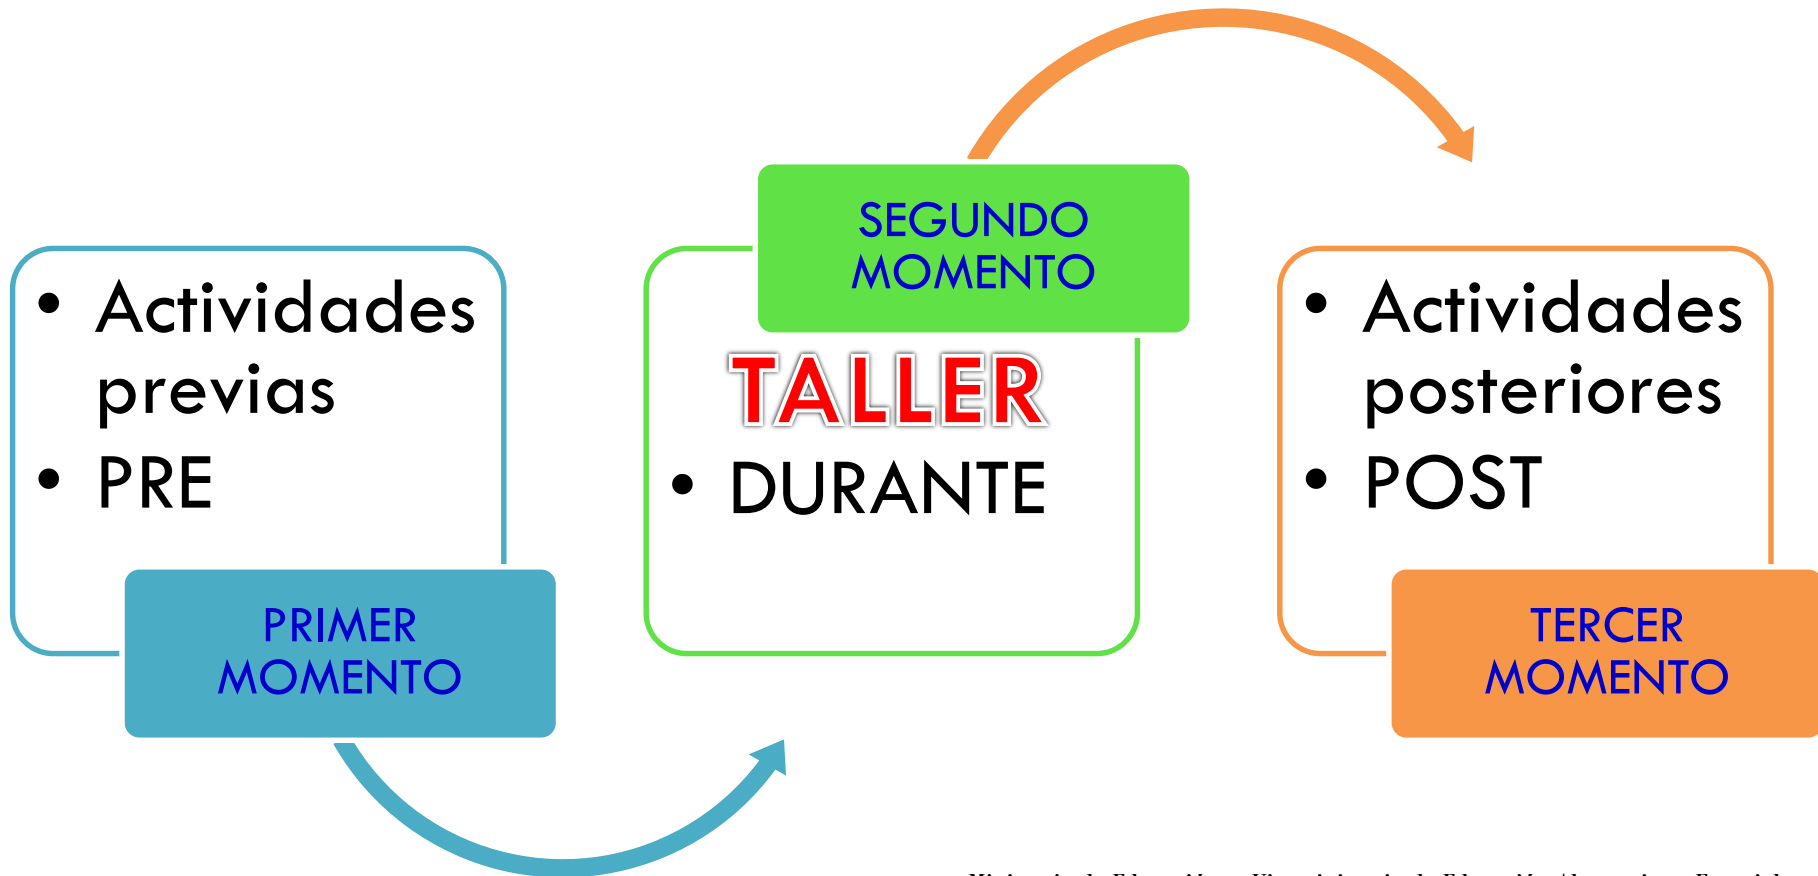 • Actividades
previas
• PRE
PRIMER
MOMENTO
SEGUNDO
MOMENTO
TALLER
• DURANTE
• Actividades
posteriores
• POST
TERCER
MOMENTO